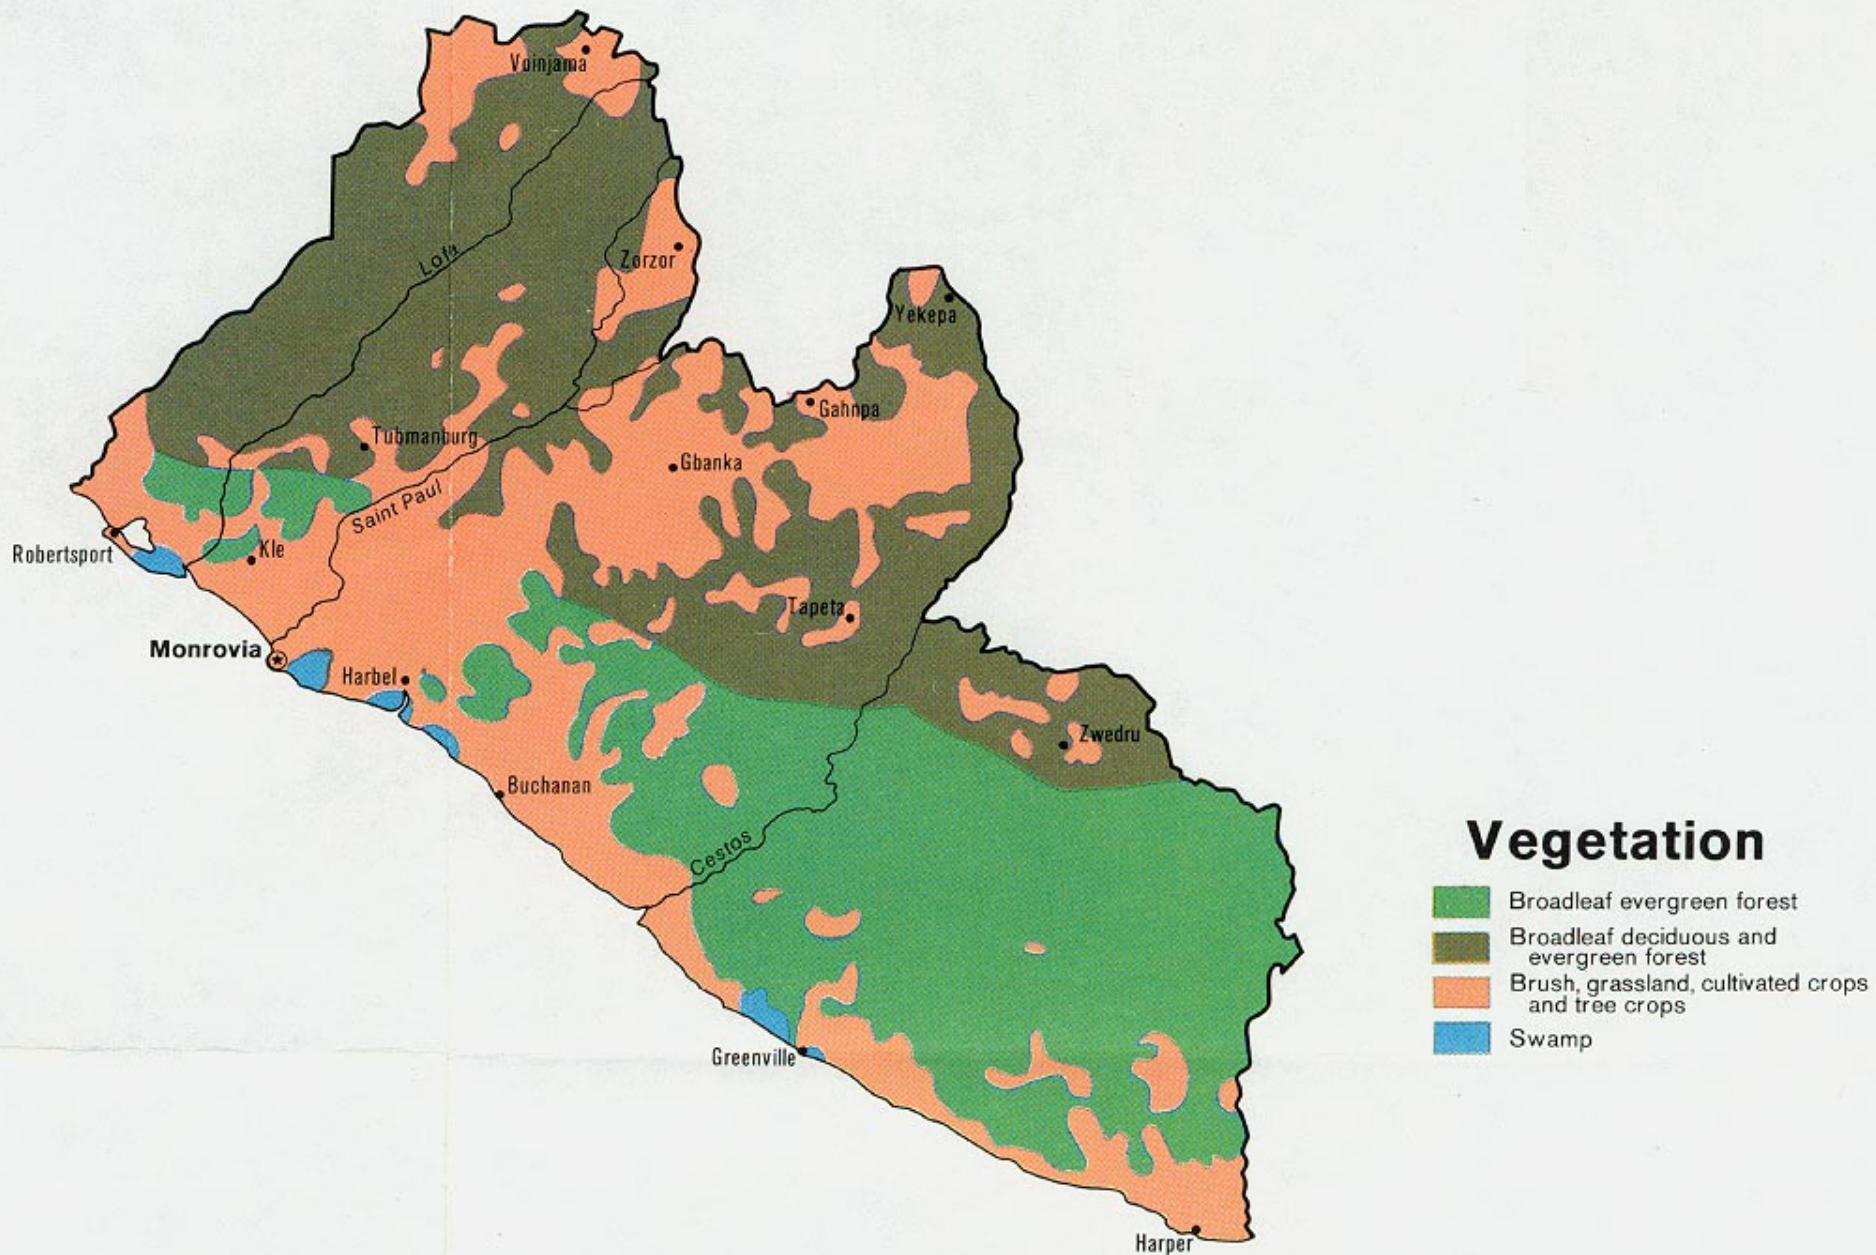 Voinjama
Lofa
Zorzor
Yekepa
Gahnpa
Tubmanburg
Gbanka
Saint Paul
Robertsport
Kle
Tapeta
Monrovia
Harbel
Zwedru
Buchanan
Cestos
Greenville
Harper
Vegetation
Broadleaf evergreen forest
Broadleaf deciduous and
evergreen forest
Brush, grassland, cultivated crops
and tree crops
Swamp